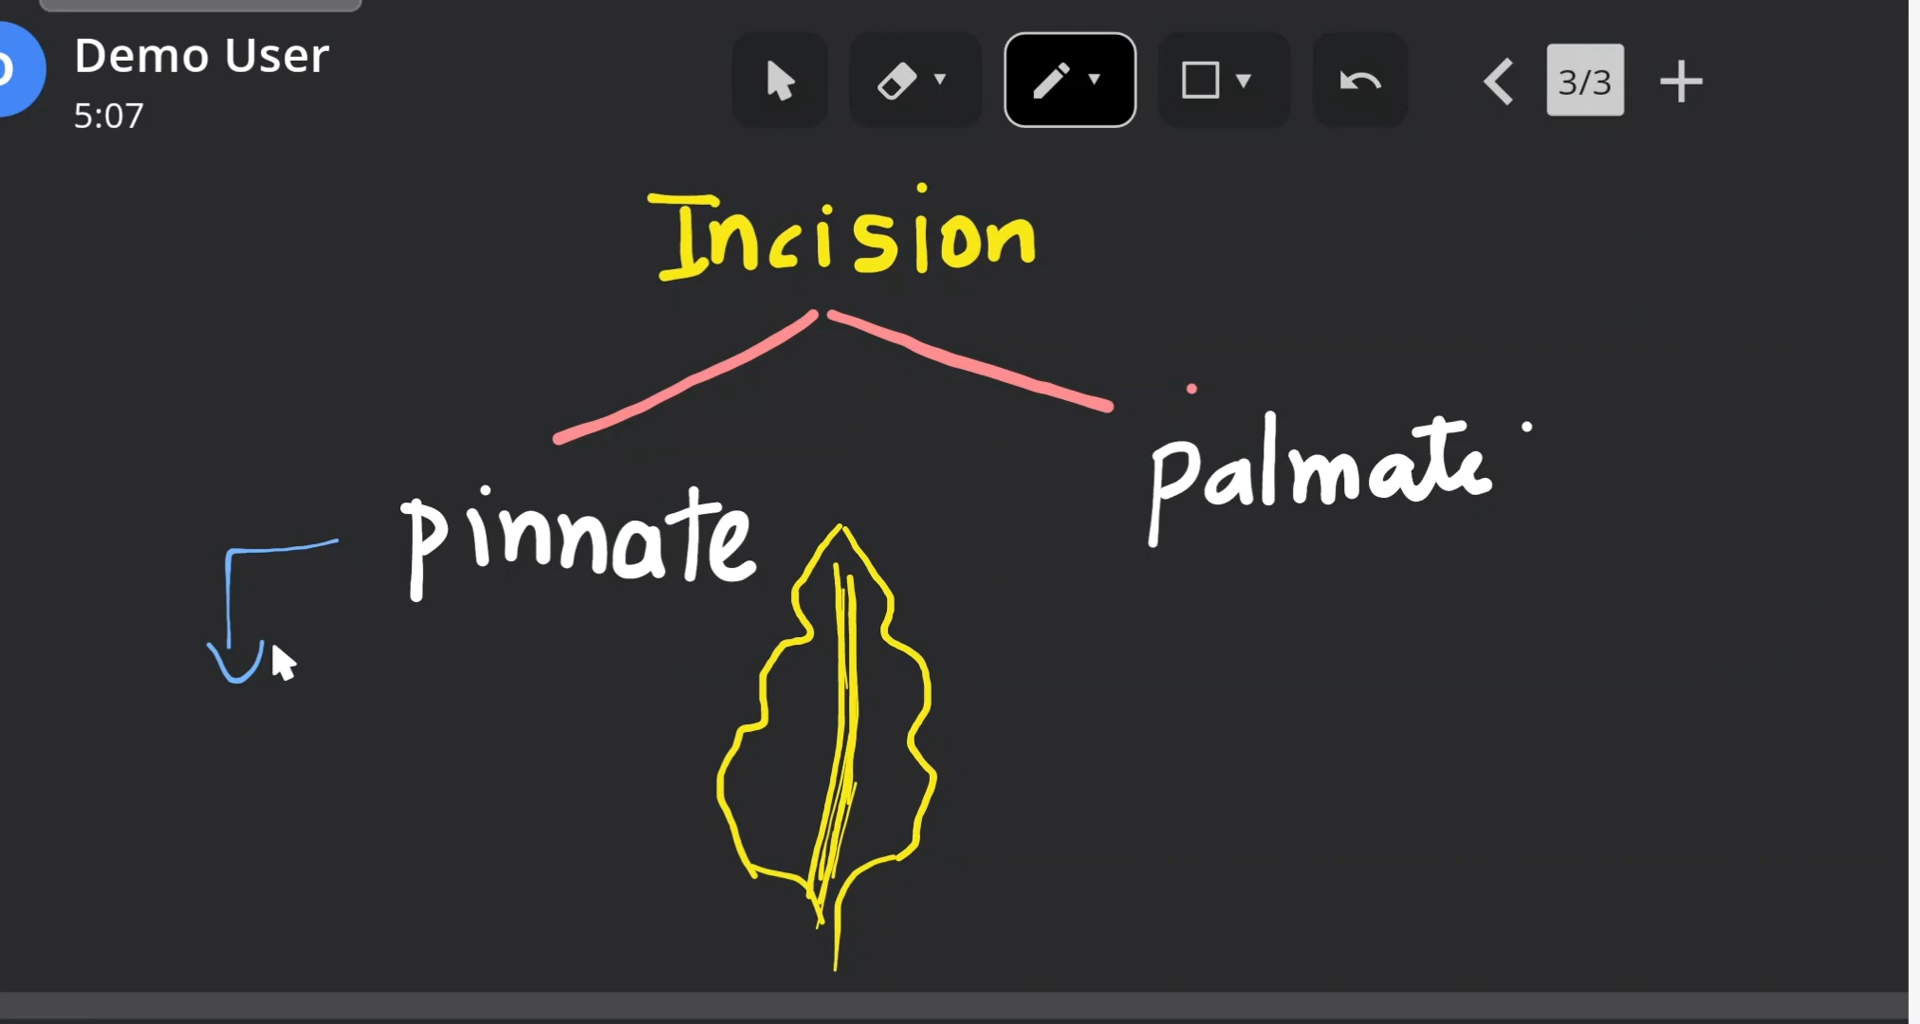 Demo User
5:07
3/3
Incision
palmate
pinnate